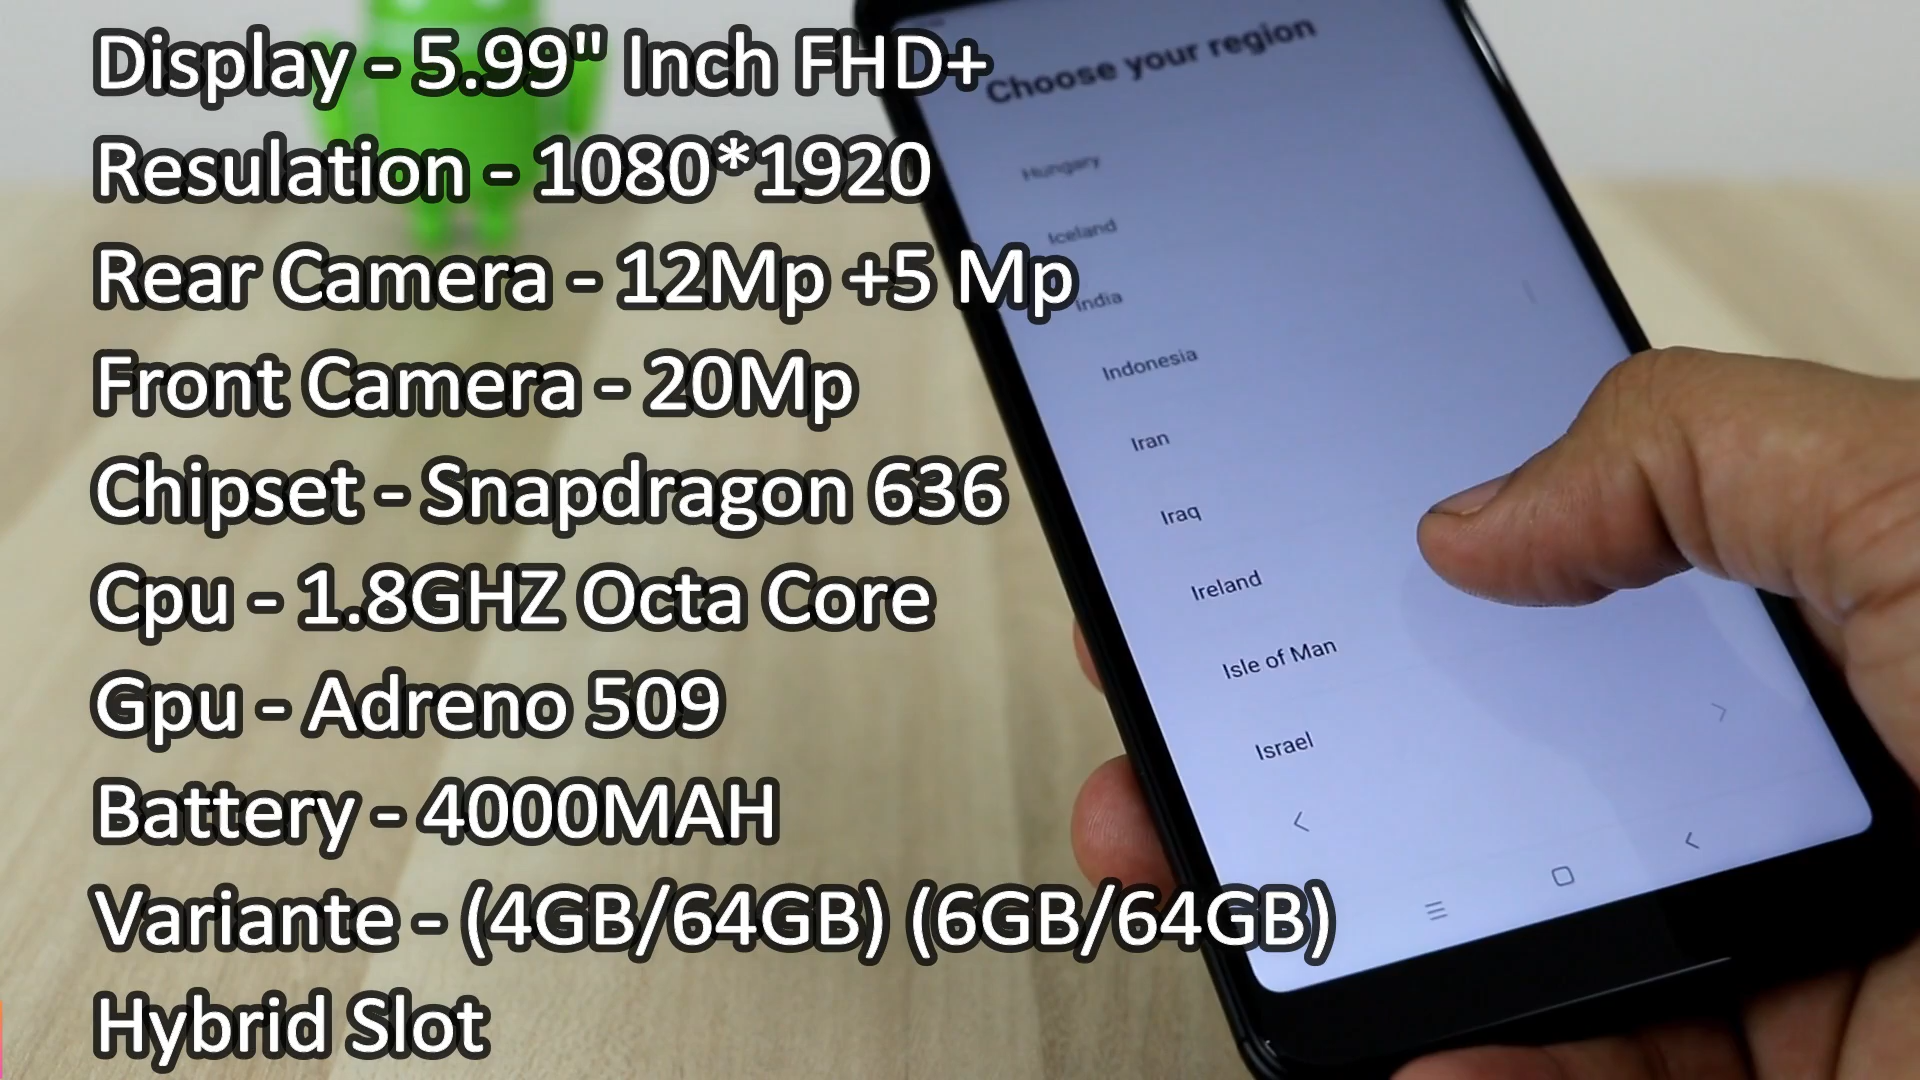 Display - 5.99" Inch FHD+
Resulation - 1080*1920
Rear Camera - 12Mp +5 Mp
Front Camera - 20Mp
Chipset - Snapdragon 636
Cpu - 1.8GHZ Octa Core
Gpu - Adreno 509
Battery - 4000MAH
Variante - (4GB/64GB) (6GB/64GB)
Hybrid Slot
Choose your region
Hungary
Iceland
India
Indonesia
Iran
Iraq
Ireland
Isle of Man
Israel